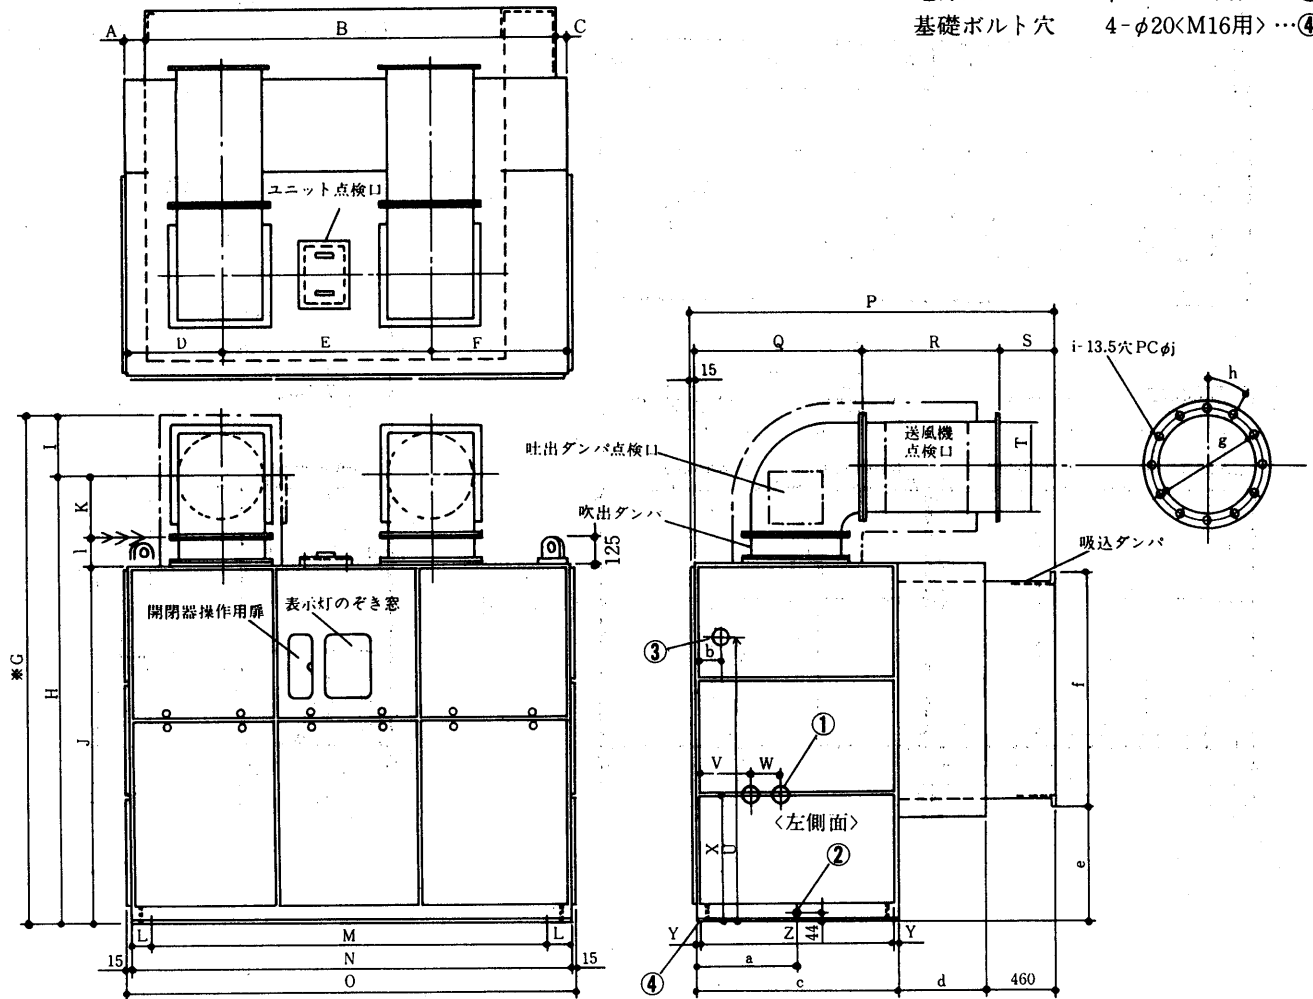 基礎ボルト穴 4-φ20<M16用>…④
A
B
C
ユニット点検口
D
E
F
P
Q
R
S
15
i-13.5穴PCφj
h
g
送風機
点検口
T
吐出ダンパ点検口
吹出ダンパ
吸込ダンパ
I
K
l
125
※G
H
J
開閉器操作用扉
表示灯のぞき窓
③
b
①
V
W
<左側面>
X
U
②
f
e
L
M
L
15
N
15
O
Y
Z
44
Y
a
④
c
d
460